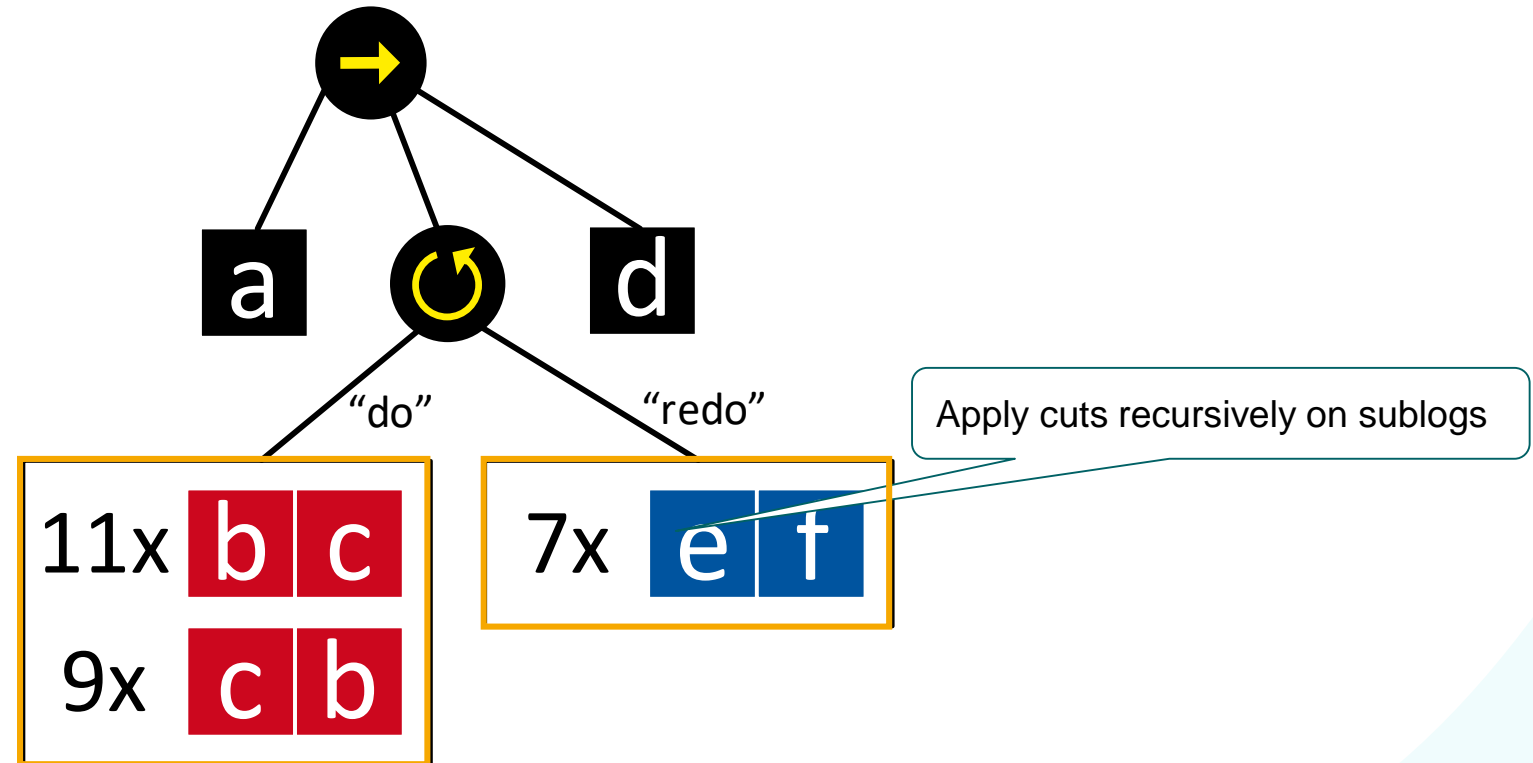 a
d
“do”
“redo”
Apply cuts recursively on sublogs
11x b c
7x e f
9x c b